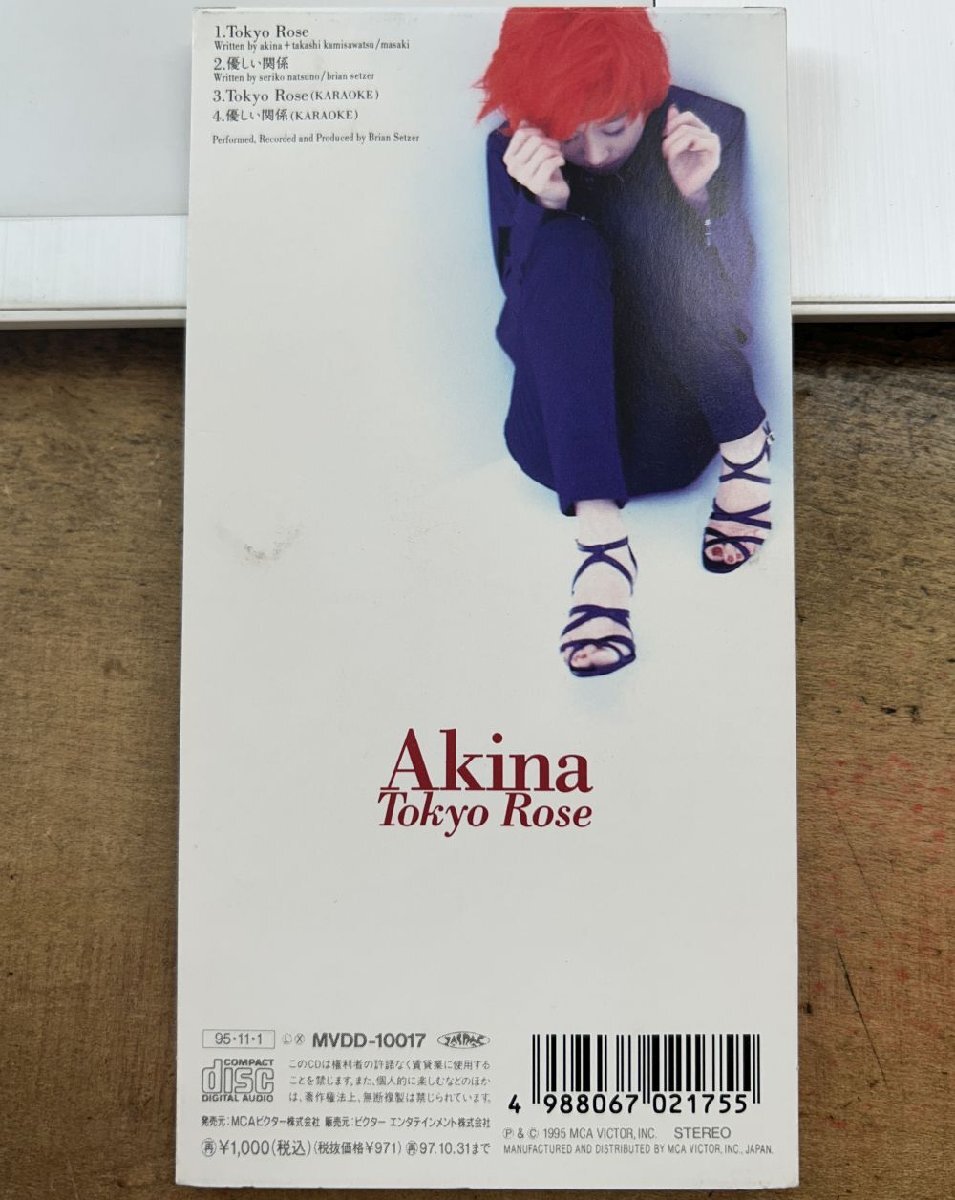 1.Tokyo Rose
Written by akina+takashi kamisawatsu/masaki
2.優しい関係
Written by seriko natsuno/brian setzer
3.Tokyo Rose(KARAOKE)
4.優しい関係(KARAOKE)
Performed, Recorded and Produced by Brian Setzer
Akina
Tokyo Rose
95・11・1 Ⓛ Ⓧ MVDD-10017 JASRAC
COMPACT
disc
DIGITAL AUDIO
このCDは権利者の許諾なく賃貸業に使用する
ことを禁じます。また、個人的に楽しむなどのほか
は、著作権法上、無断複製は禁じられています。
発売元:MCAビクター株式会社 販売元:ビクター エンタテインメント株式会社
再¥1,000(税込)(税抜価格¥971)再97.10.31まで
4 988067 021755
Ⓟ & © 1995 MCA VICTOR, INC. STEREO
MANUFACTURED AND DISTRIBUTED BY MCA VICTOR, INC., JAPAN.